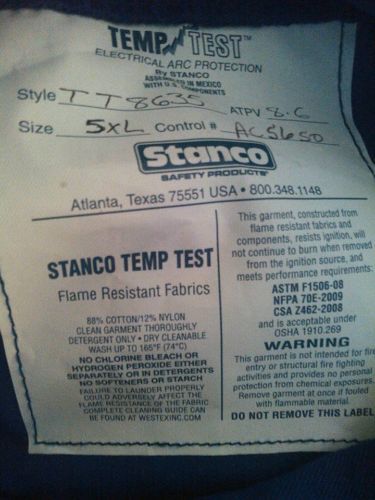 TEMP TEST™
ELECTRICAL ARC PROTECTION
By STANCO
ASSEMBLED IN MEXICO
WITH U.S. COMPONENTS
Style TT8635 ATPV 8.6
Size 5XL Control # AC5650
Stanco
SAFETY PRODUCTS®
Atlanta, Texas 75551 USA • 800.348.1148
STANCO TEMP TEST
Flame Resistant Fabrics
88% COTTON/12% NYLON
CLEAN GARMENT THOROUGHLY
DETERGENT ONLY • DRY CLEANABLE
WASH UP TO 165°F (74°C)
NO CHLORINE BLEACH OR
HYDROGEN PEROXIDE EITHER
SEPARATELY OR IN DETERGENTS
NO SOFTENERS OR STARCH
FAILURE TO LAUNDER PROPERLY
COULD ADVERSELY AFFECT THE
FLAME RESISTANCE OF THE FABRIC
COMPLETE CLEANING GUIDE CAN
BE FOUND AT WESTEXINC.COM
This garment, constructed from
flame resistant fabrics and
components, resists ignition, will
not continue to burn when removed
from the ignition source, and
meets performance requirements:
ASTM F1506-08
NFPA 70E-2009
CSA Z462-2008
and is acceptable under
OSHA 1910.269
WARNING
This garment is not intended for fire
entry or structural fire fighting
activities and provides no personal
protection from chemical exposures.
Remove garment at once if fouled
with flammable material.
DO NOT REMOVE THIS LABEL